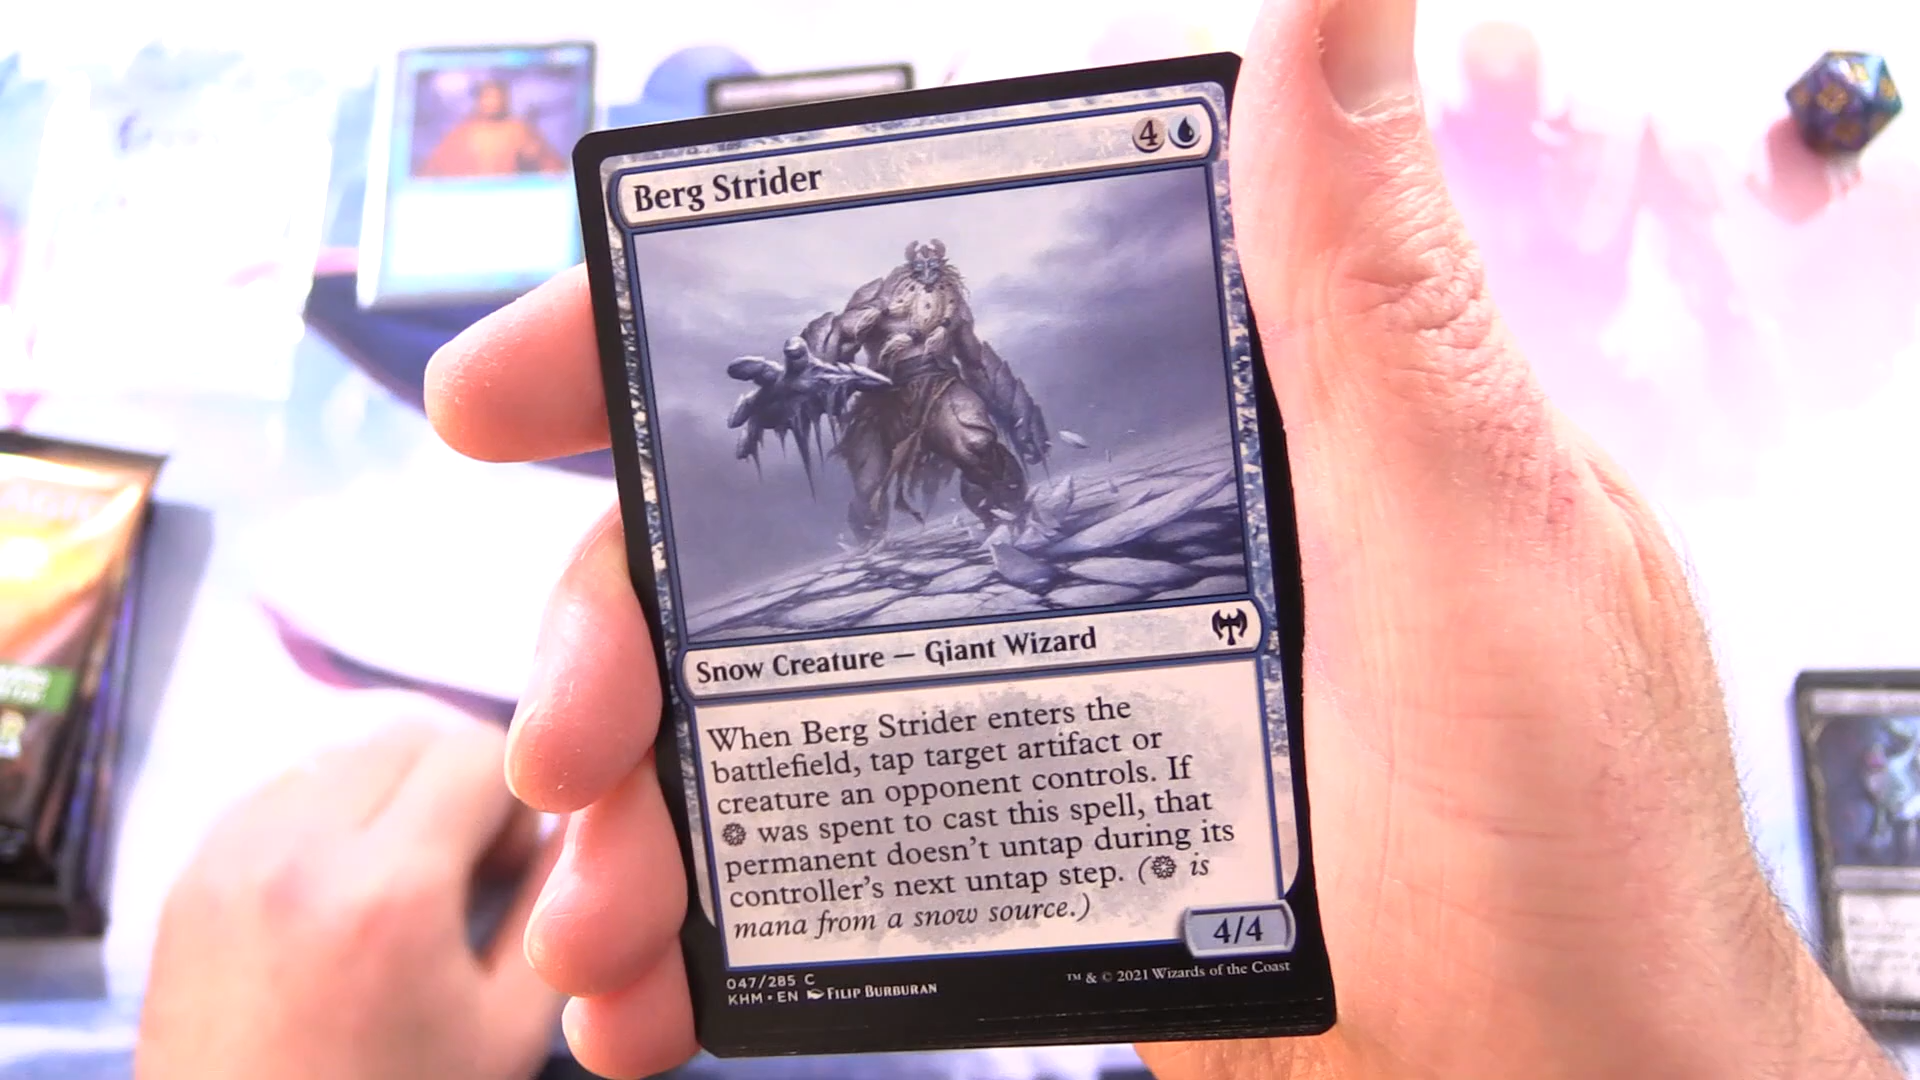 Berg Strider 4
Snow Creature — Giant Wizard
When Berg Strider enters the
battlefield, tap target artifact or
creature an opponent controls. If
was spent to cast this spell, that
permanent doesn't untap during its
controller's next untap step. ( is
mana from a snow source.)
4/4
047/285 C
KHM • EN FILIP BURBURAN
™ & © 2021 Wizards of the Coast